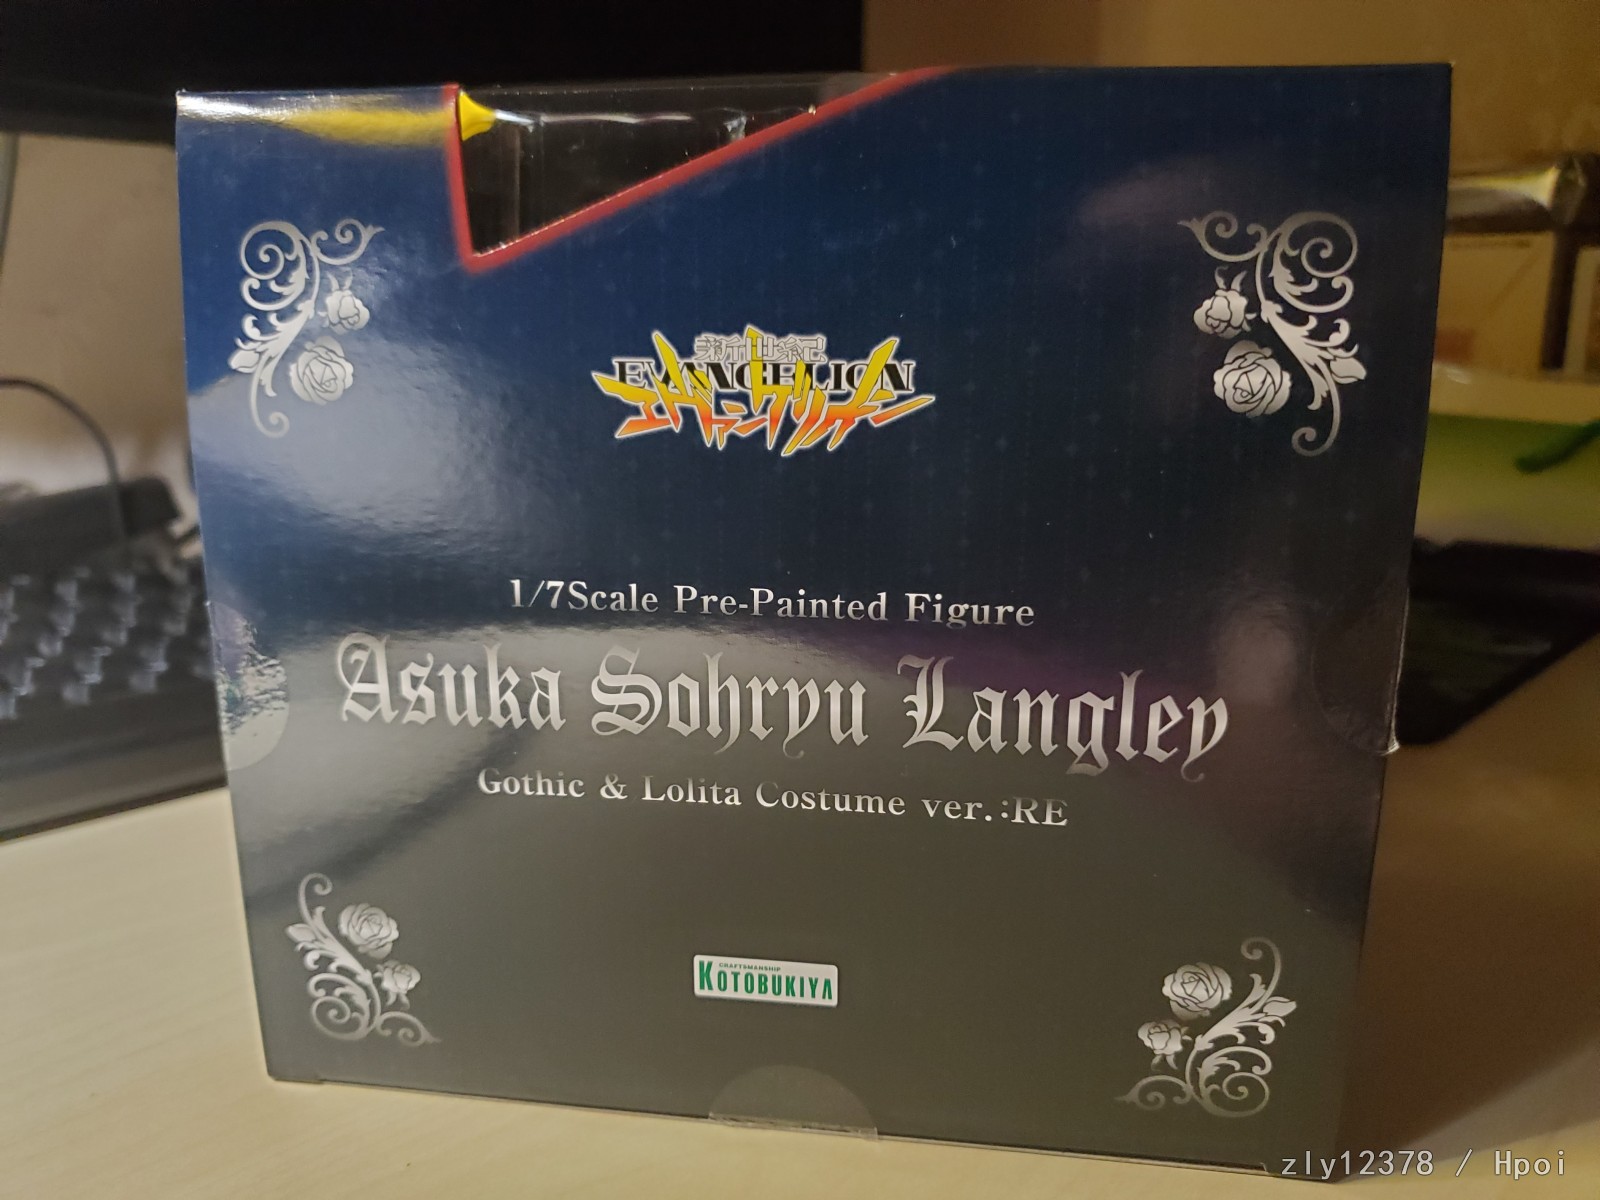 新世紀
EVANGELION
エヴァンゲリオン
1/7Scale Pre-Painted Figure
Asuka Sohryu Langley
Gothic & Lolita Costume ver.:RE
CRAFTSMANSHIP
KOTOBUKIYA
zly12378 / Hpoi